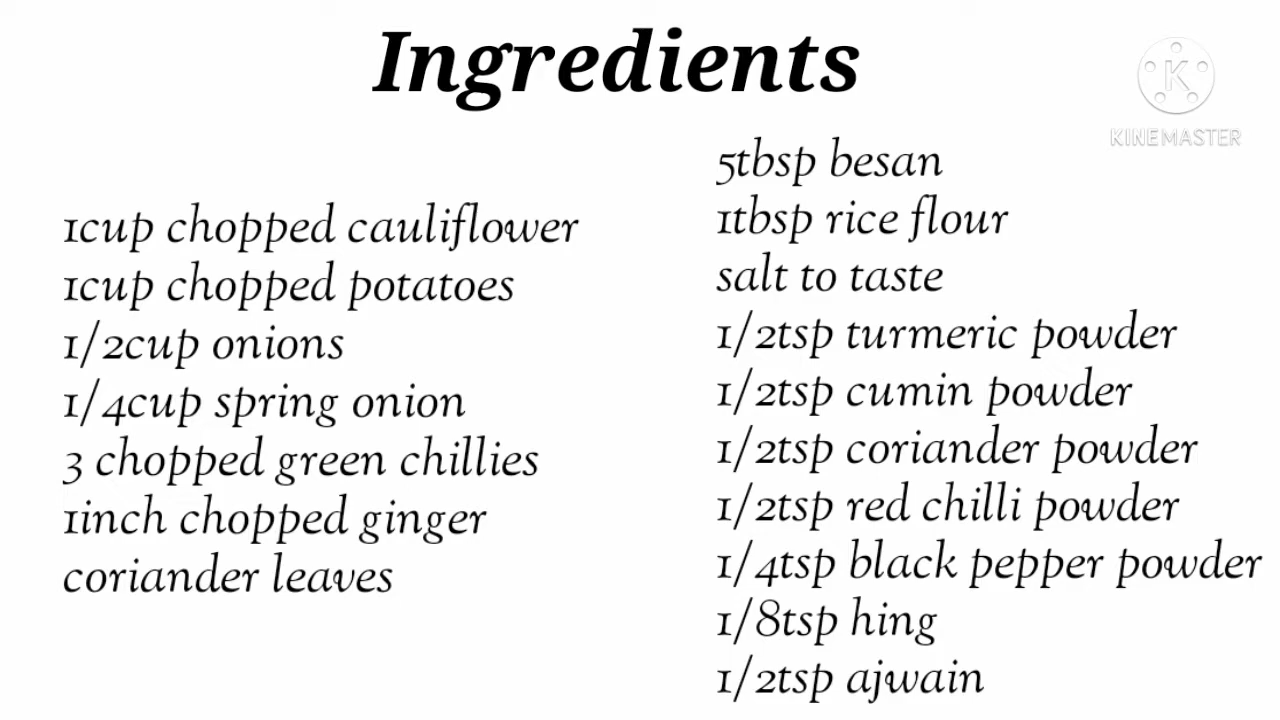 Ingredients
K
KINEMASTER
1cup chopped cauliflower
1cup chopped potatoes
1/2cup onions
1/4cup spring onion
3 chopped green chillies
1inch chopped ginger
coriander leaves
5tbsp besan
1tbsp rice flour
salt to taste
1/2tsp turmeric powder
1/2tsp cumin powder
1/2tsp coriander powder
1/2tsp red chilli powder
1/4tsp black pepper powder
1/8tsp hing
1/2tsp ajwain